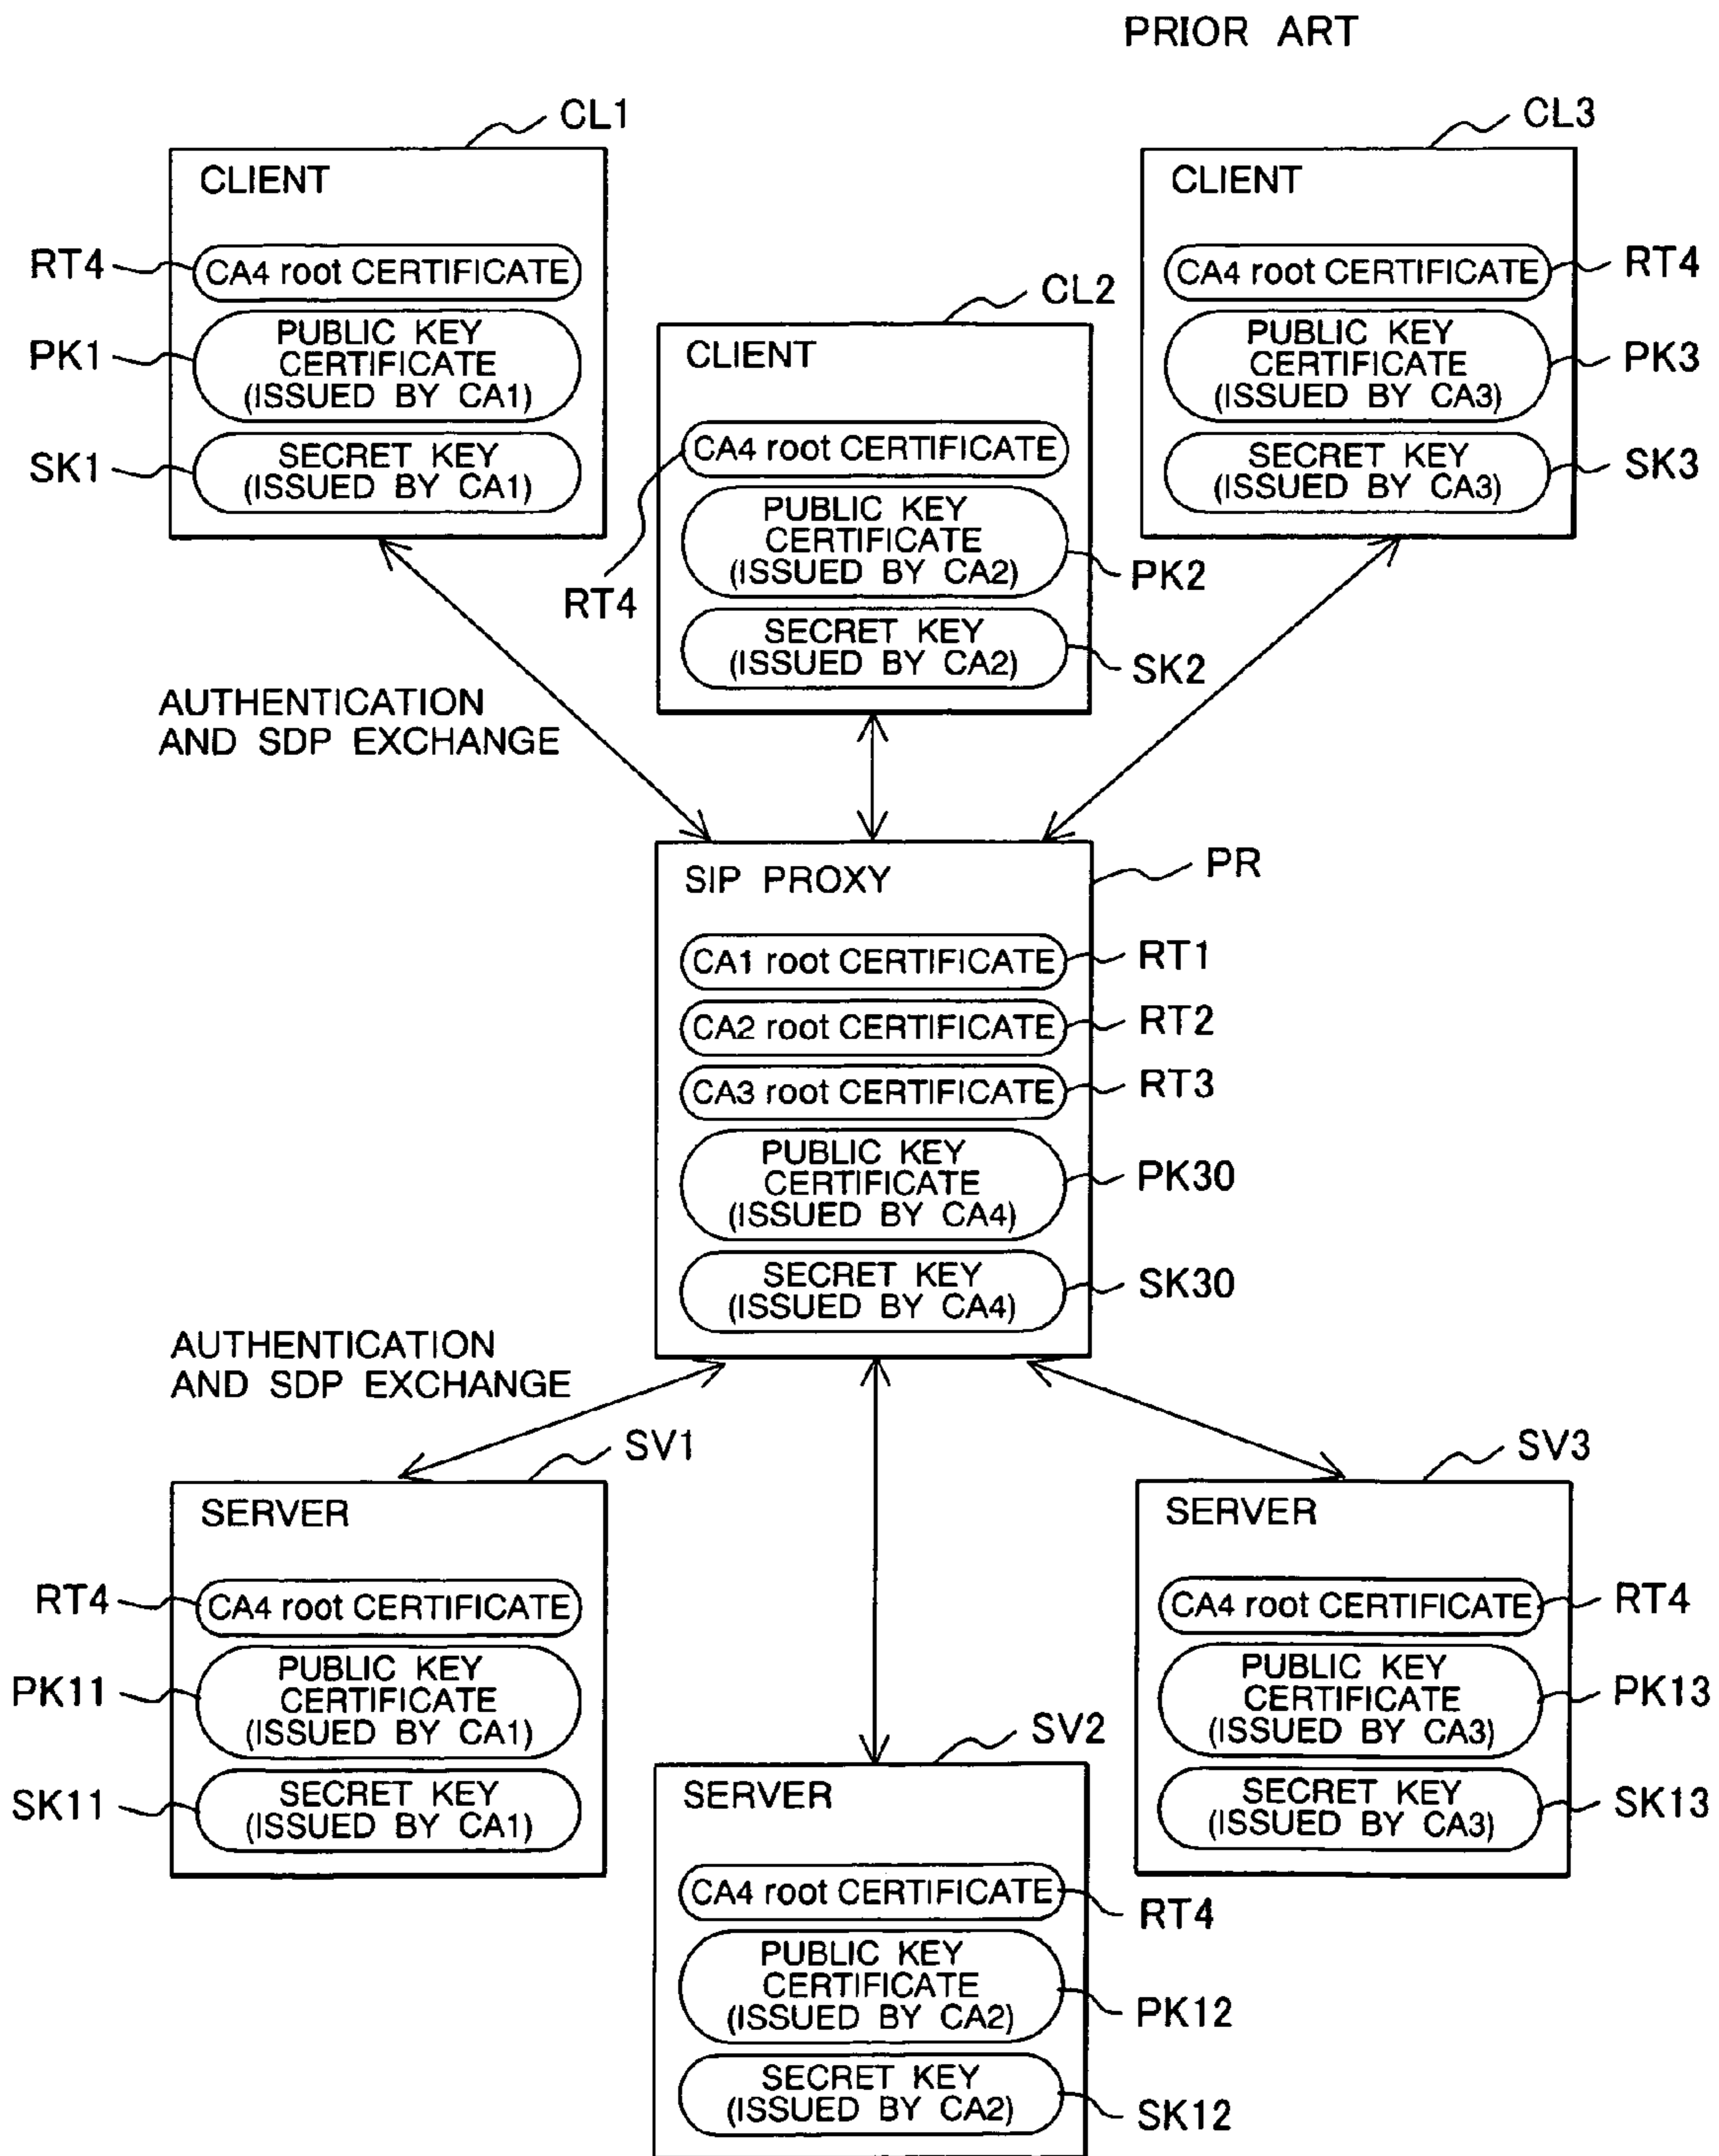 PRIOR ART
CL1
CLIENT
RT4
CA4 root CERTIFICATE
PK1
PUBLIC KEY
CERTIFICATE
(ISSUED BY CA1)
SK1
SECRET KEY
(ISSUED BY CA1)
CL2
CLIENT
CA4 root CERTIFICATE
RT4
PUBLIC KEY
CERTIFICATE
(ISSUED BY CA2)
PK2
SECRET KEY
(ISSUED BY CA2)
SK2
CL3
CLIENT
CA4 root CERTIFICATE
RT4
PUBLIC KEY
CERTIFICATE
(ISSUED BY CA3)
PK3
SECRET KEY
(ISSUED BY CA3)
SK3
AUTHENTICATION
AND SDP EXCHANGE
SIP PROXY
PR
CA1 root CERTIFICATE
RT1
CA2 root CERTIFICATE
RT2
CA3 root CERTIFICATE
RT3
PUBLIC KEY
CERTIFICATE
(ISSUED BY CA4)
PK30
SECRET KEY
(ISSUED BY CA4)
SK30
AUTHENTICATION
AND SDP EXCHANGE
SV1
SERVER
RT4
CA4 root CERTIFICATE
PK11
PUBLIC KEY
CERTIFICATE
(ISSUED BY CA1)
SK11
SECRET KEY
(ISSUED BY CA1)
SV2
SERVER
CA4 root CERTIFICATE
RT4
PUBLIC KEY
CERTIFICATE
(ISSUED BY CA2)
PK12
SECRET KEY
(ISSUED BY CA2)
SK12
SV3
SERVER
CA4 root CERTIFICATE
RT4
PUBLIC KEY
CERTIFICATE
(ISSUED BY CA3)
PK13
SECRET KEY
(ISSUED BY CA3)
SK13